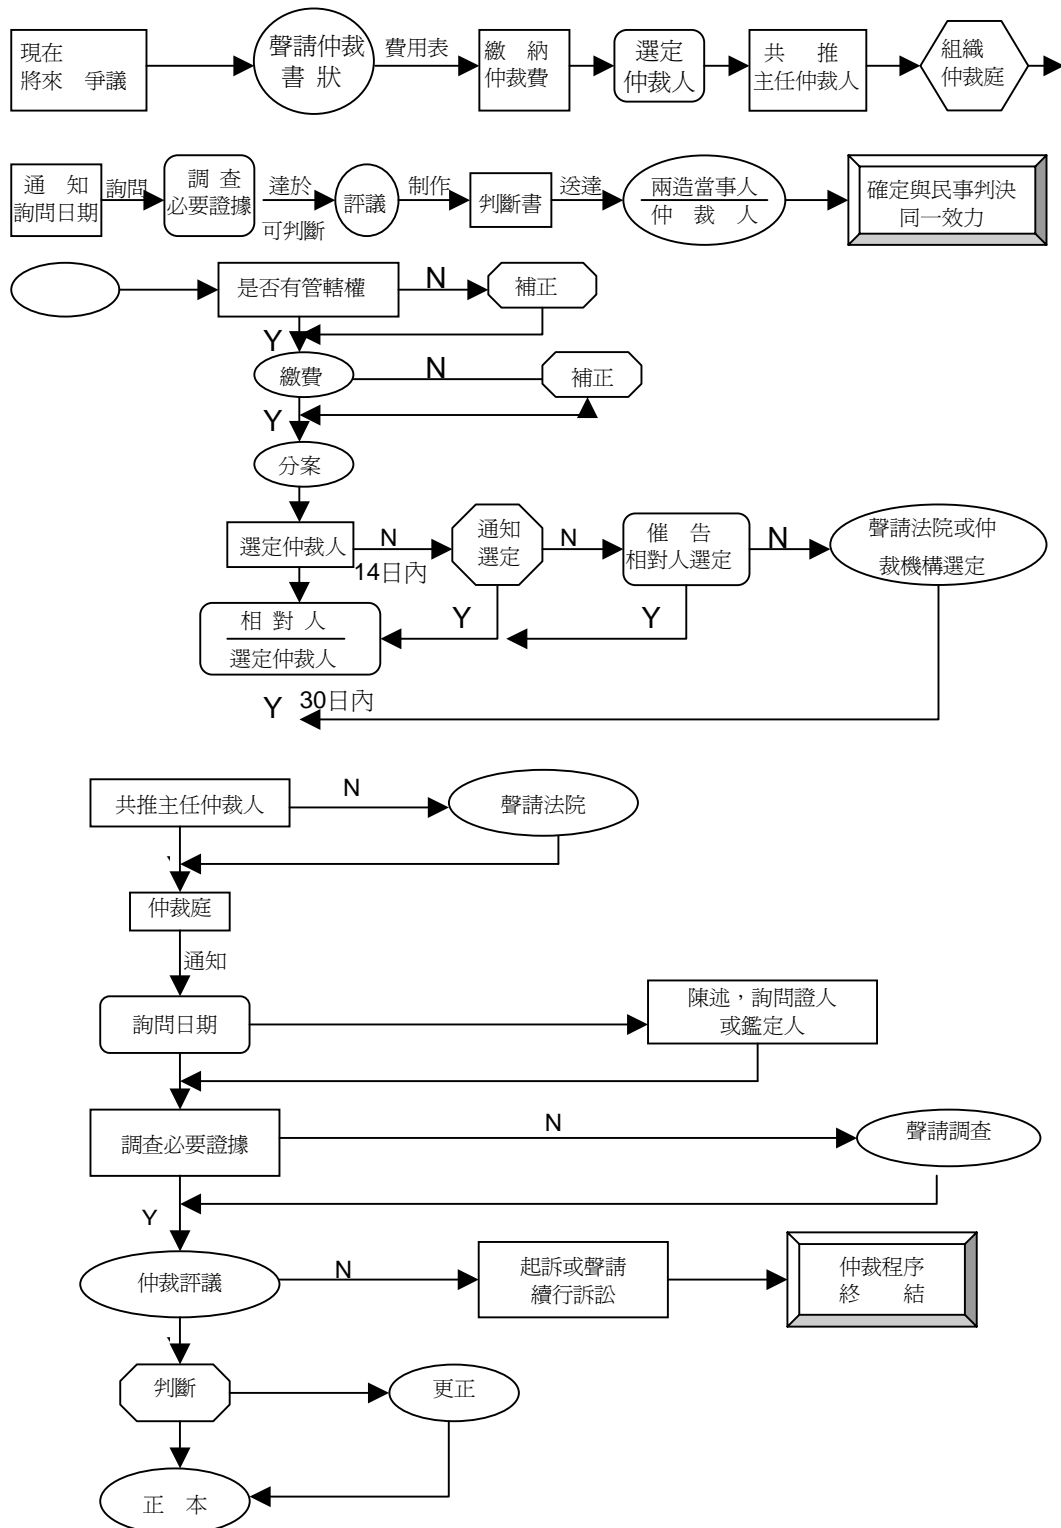 現在
將來　爭議
聲請仲裁
書 狀
費用表
繳 納
仲裁費
選定
仲裁人
共 推
主任仲裁人
組織
仲裁庭
通 知
詢問日期
詢問
調 查
必要證據
達於
可判斷
評議
制作
判斷書
送達
兩造當事人
仲 裁 人
確定與民事判決
同一效力
是否有管轄權
N
補正
Y
繳費
N
補正
Y
分案
選定仲裁人
N
14日內
通知
選定
N
催 告
相對人選定
N
聲請法院或仲
裁機構選定
相 對 人
選定仲裁人
Y
Y
Y
30日內
共推主任仲裁人
N
聲請法院
仲裁庭
通知
詢問日期
陳述，詢問證人
或鑑定人
調查必要證據
N
聲請調查
Y
仲裁評議
N
起訴或聲請
續行訴訟
仲裁程序
終 結
判斷
更正
正 本